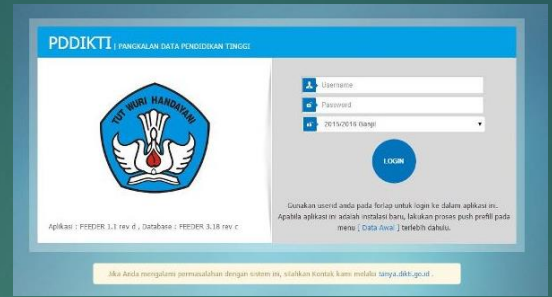 PDDIKTI | PANGKALAN DATA PENDIDIKAN TINGGI
TUT WURI HANDAYANI
Username
Password
2015/2016 Ganjil
LOGIN
Gunakan userid anda pada forlap untuk login ke dalam aplikasi ini.
Apabila aplikasi ini adalah instalasi baru, lakukan proses push prefill pada
menu [ Data Awal ] terlebih dahulu.
Aplikasi : FEEDER 1.1 rev d , Database : FEEDER 3.18 rev c
Jika Anda mengalami permasalahan dengan sistem ini, silahkan kontak kami melalui tanya.dikti.go.id .